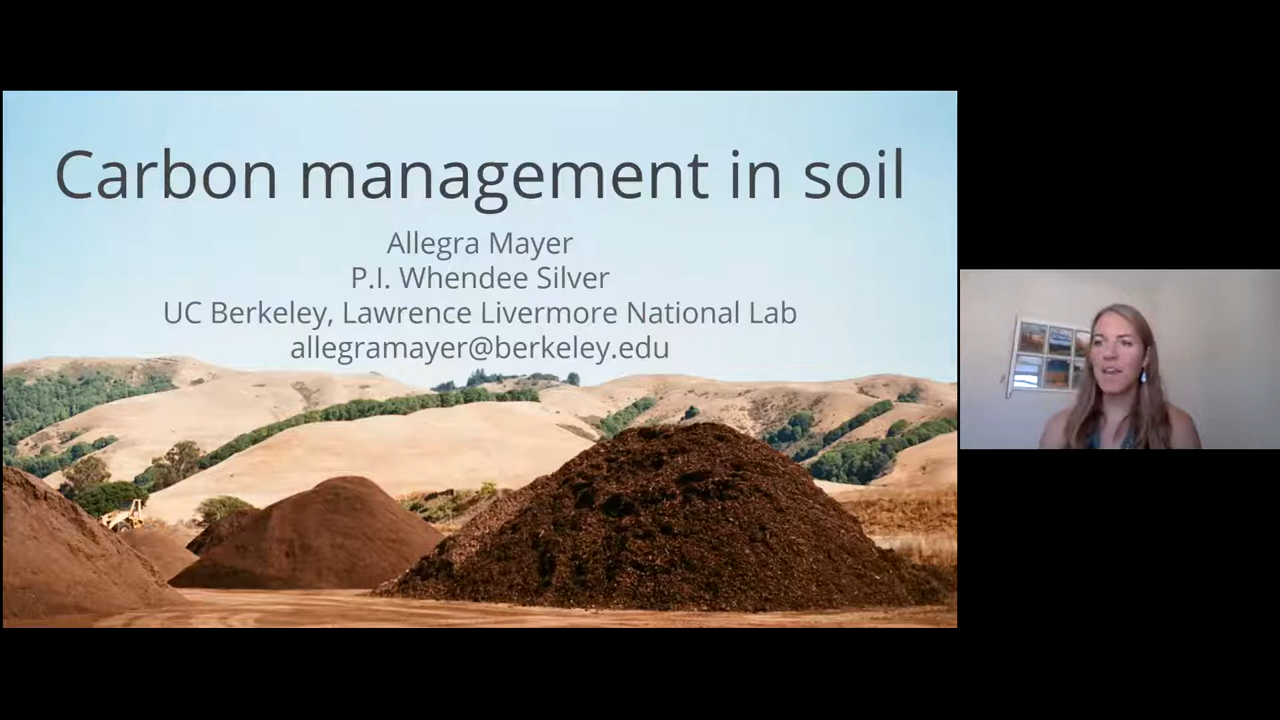 Carbon management in soil
Allegra Mayer
P.I. Whendee Silver
UC Berkeley, Lawrence Livermore National Lab
allegramayer@berkeley.edu